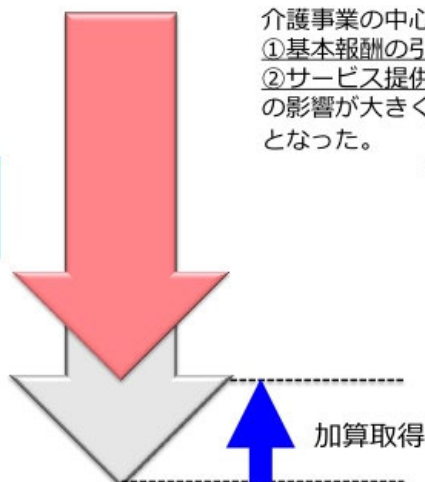 介護事業の中心
①基本報酬の引
②サービス提供
の影響が大きく
となった。
加算取得